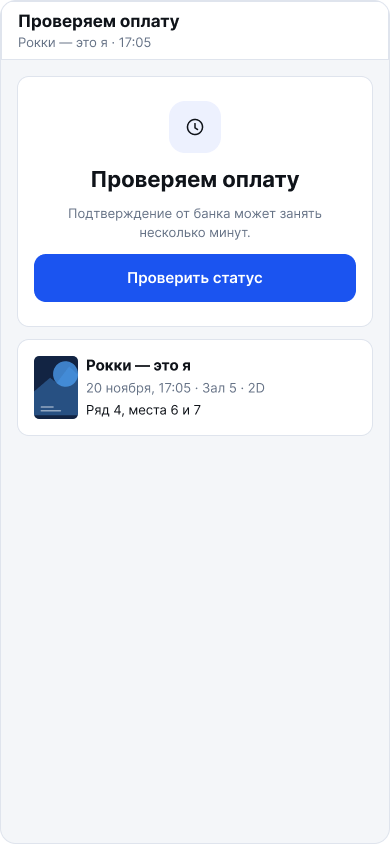 Проверяем оплату
Рокки — это я · 17:05
Проверяем оплату
Подтверждение от банка может занять
несколько минут.
Проверить статус
Рокки — это я
20 ноября, 17:05 · Зал 5 · 2D
Ряд 4, места 6 и 7